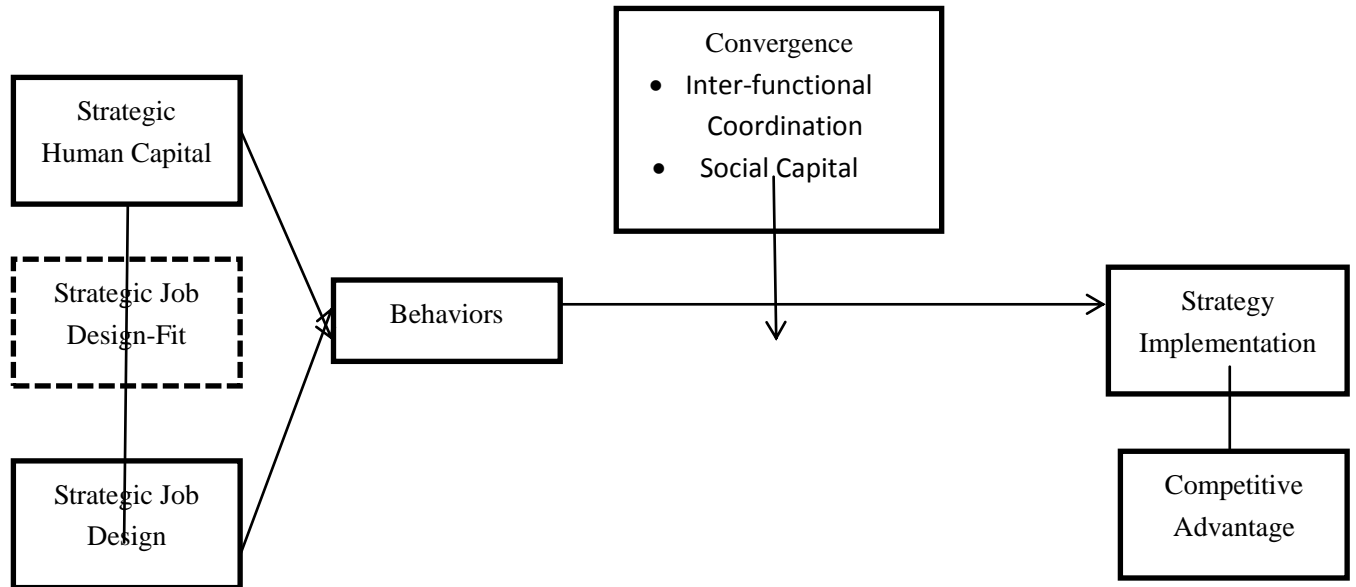 Strategic
Human Capital
Strategic Job
Design-Fit
Strategic Job
Design
Behaviors
Convergence
• Inter-functional
Coordination
• Social Capital
Strategy
Implementation
Competitive
Advantage